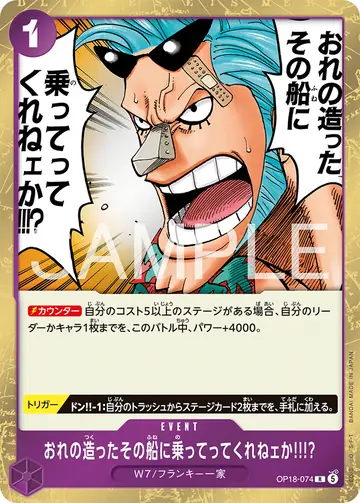 1
おれの造った
その船に
乗ってって
くれねェか!!!?
SAMPLE
カウンター 自分のコスト5以上のステージがある場合、自分のリー
ダーかキャラ1枚までを、このバトル中、パワー+4000。
トリガー ドン!!-1:自分のトラッシュからステージカード2枚までを、手札に加える。
EVENT
おれの造ったその船に乗ってってくれねェか!!!?
W7/フランキー一家
OP18-074 R 5